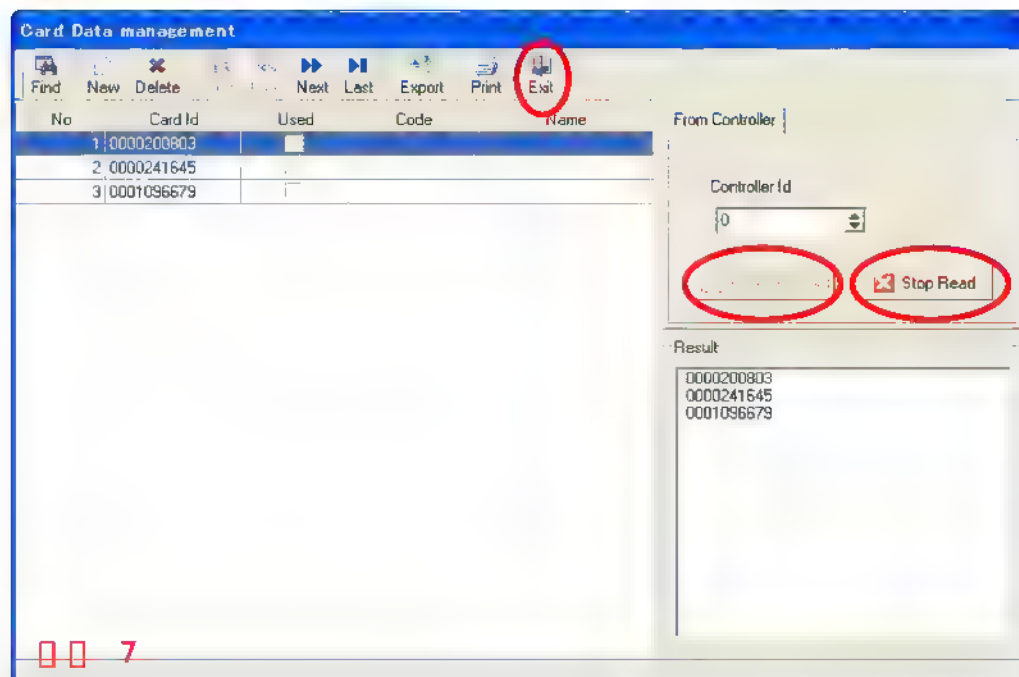 Card Data management
Find New Delete Next Last Export Print Exit
No Card Id Used Code Name
1 0000200803
2 0000241645
3 0001096679
From Controller
Controller Id
0
Stop Read
Result
0000200803
0000241645
0001096679
7